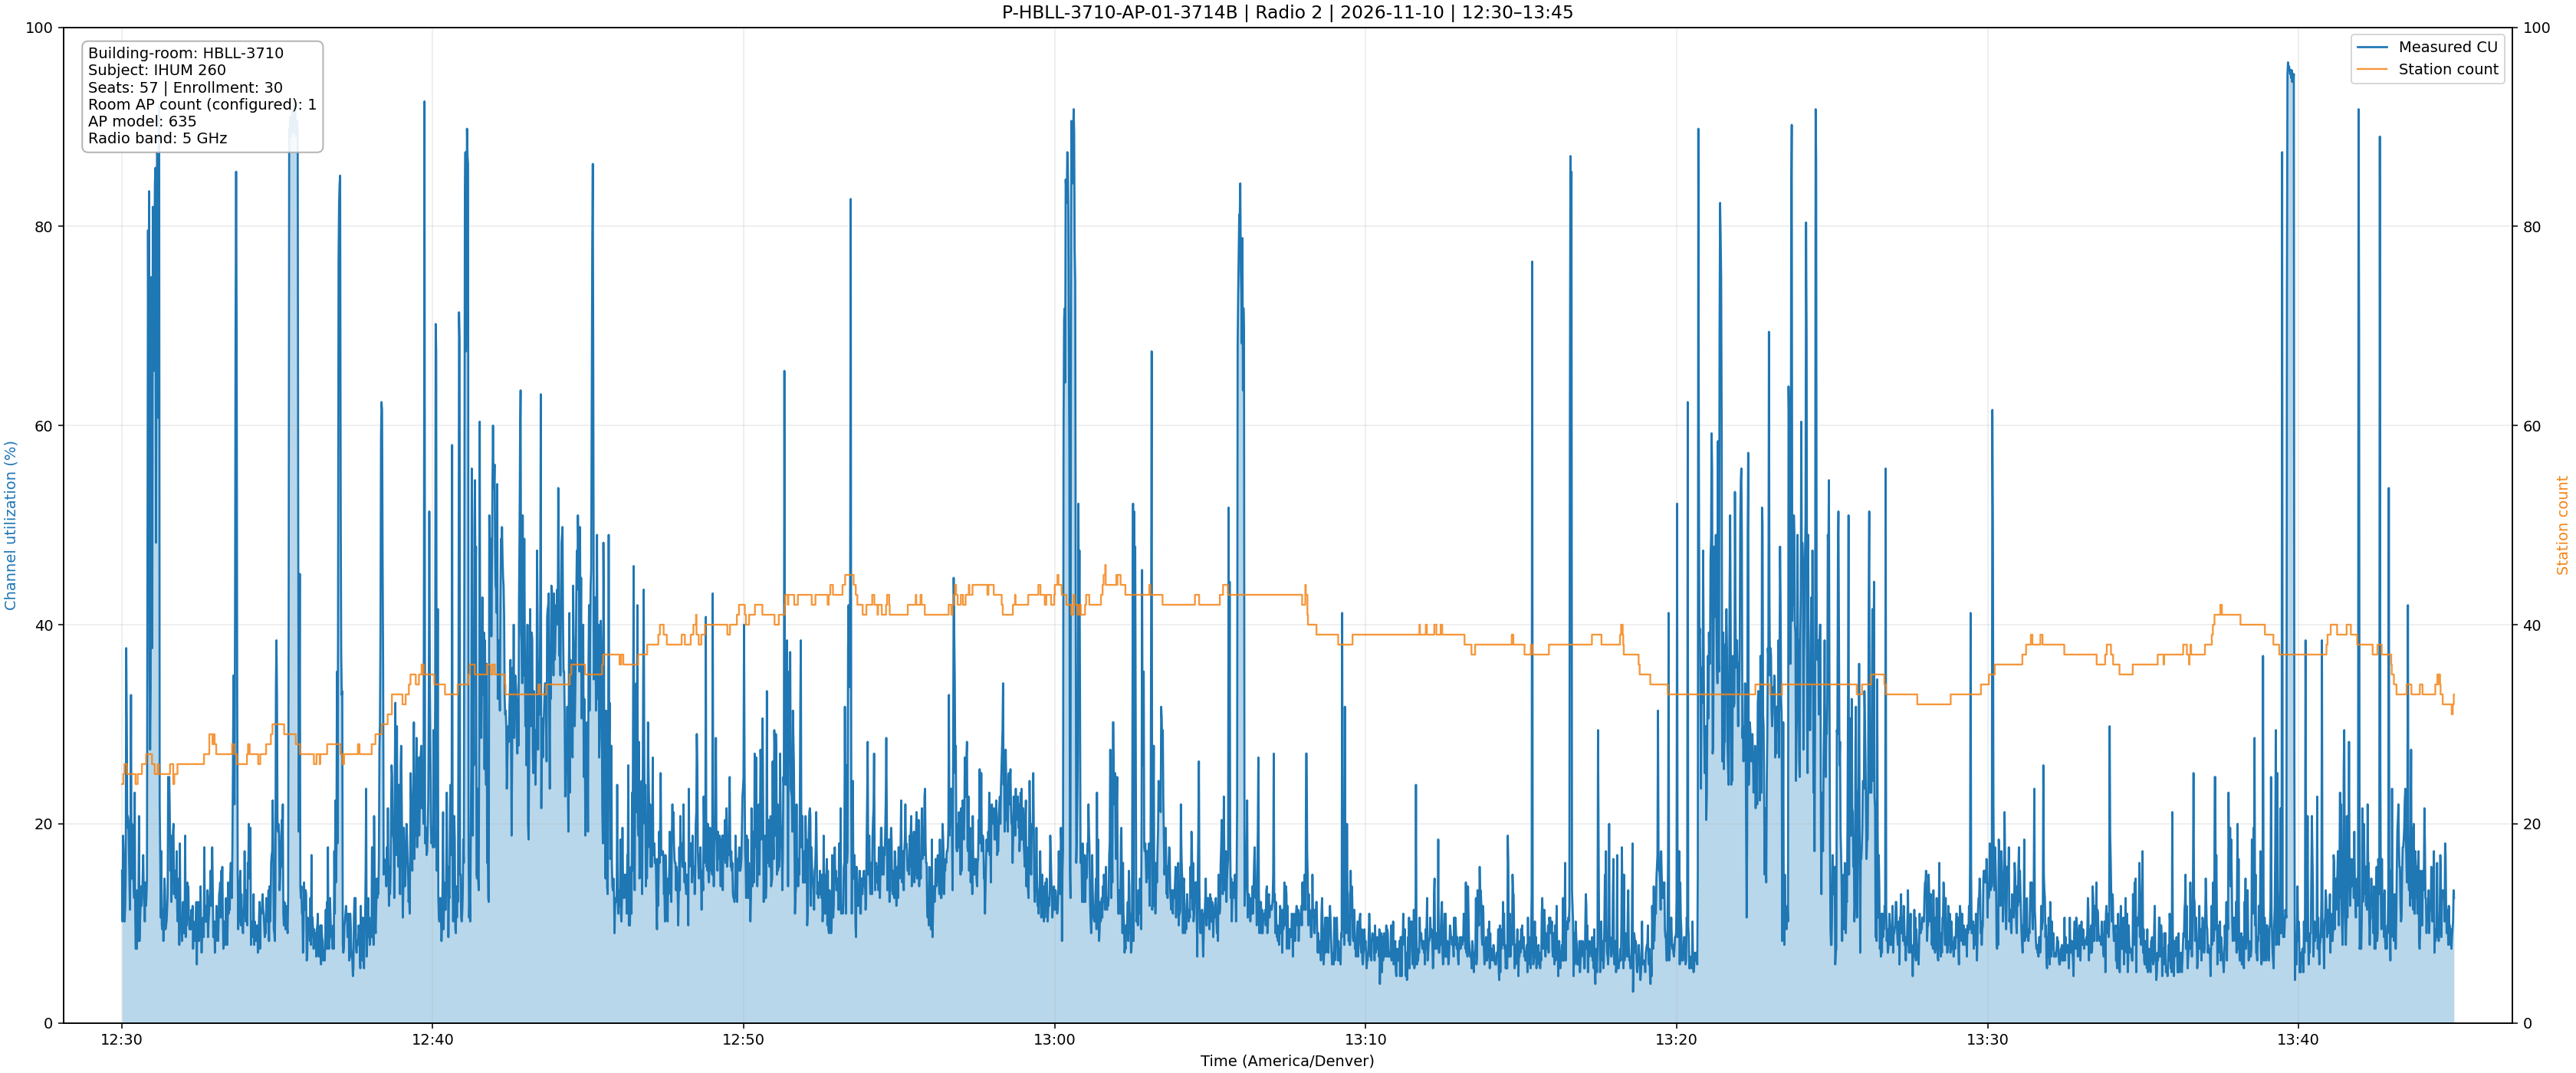 P-HBLL-3710-AP-01-3714B | Radio 2 | 2026-11-10 | 12:30–13:45
Building-room: HBLL-3710
Subject: IHUM 260
Seats: 57 | Enrollment: 30
Room AP count (configured): 1
AP model: 635
Radio band: 5 GHz
Measured CU
Station count
Channel utilization (%)
100
80
60
40
20
0
Station count
100
80
60
40
20
0
12:30
12:40
12:50
13:00
13:10
13:20
13:30
13:40
Time (America/Denver)